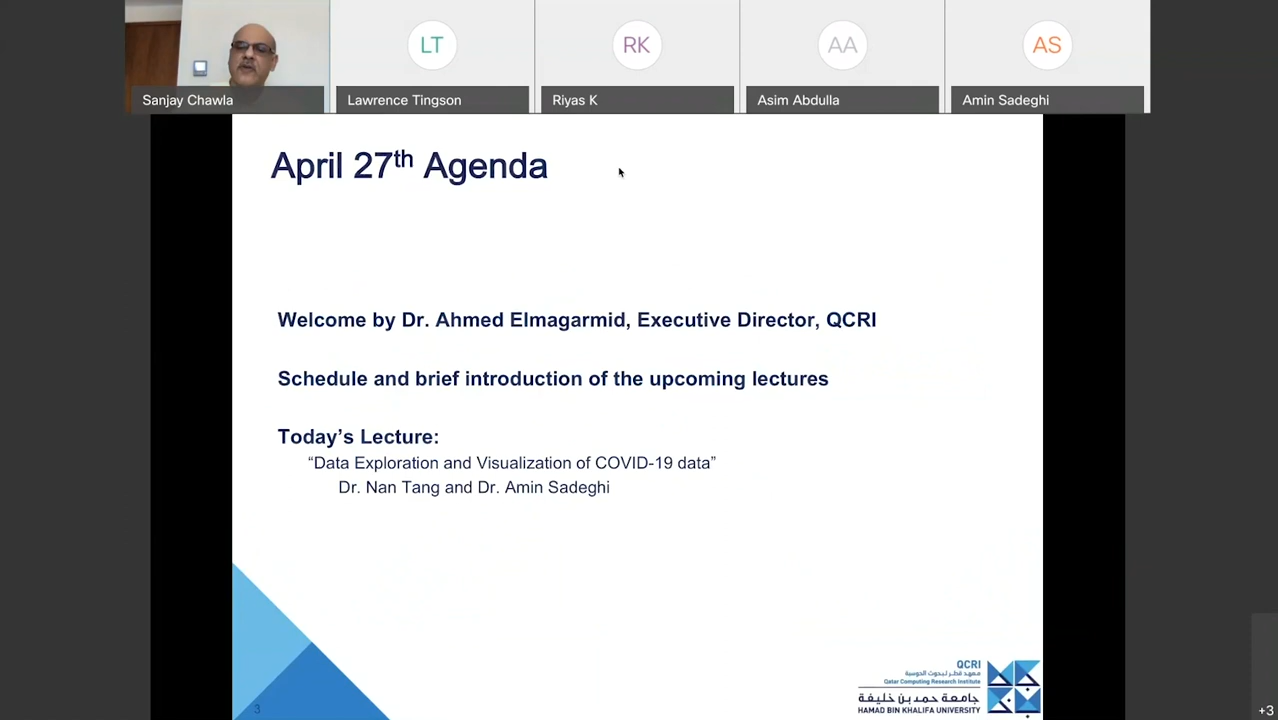 LT
RK
AA
AS
Sanjay Chawla
Lawrence Tingson
Riyas K
Asim Abdulla
Amin Sadeghi
April 27th Agenda
Welcome by Dr. Ahmed Elmagarmid, Executive Director, QCRI
Schedule and brief introduction of the upcoming lectures
Today’s Lecture:
“Data Exploration and Visualization of COVID-19 data”
Dr. Nan Tang and Dr. Amin Sadeghi
3
QCRI
معهد قطر لبحوث الحوسبة
Qatar Computing Research Institute
جامعة حمد بن خليفة
HAMAD BIN KHALIFA UNIVERSITY
+3